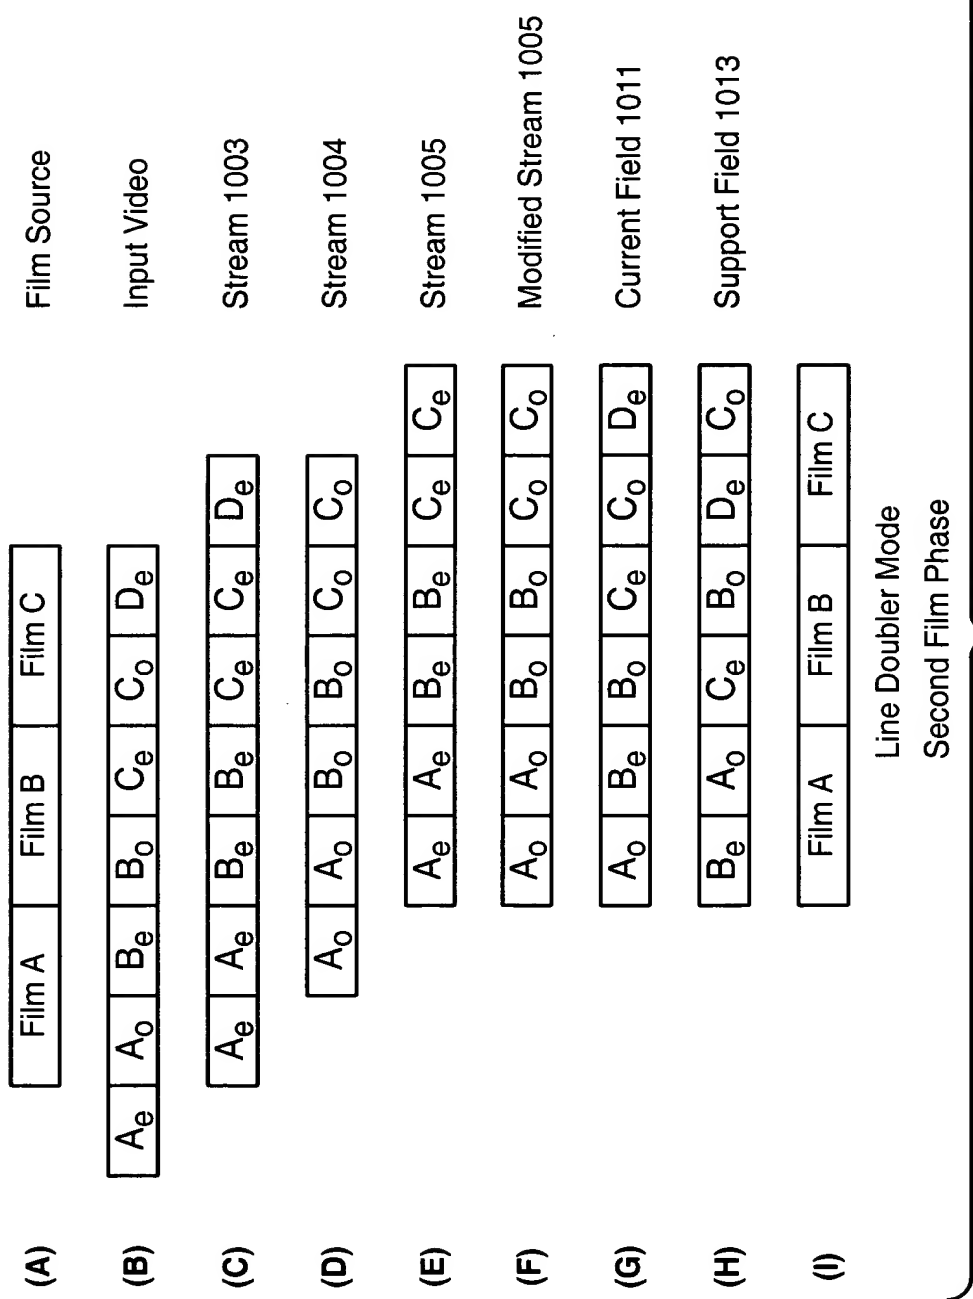 (A) Film A Film B Film C Film Source
(B) Ae Ao Be Bo Ce Co De Input Video
(C) Ae Ae Be Be Ce Ce De Stream 1003
(D) Ao Ao Bo Bo Co Co Stream 1004
(E) Ae Ae Be Be Ce Ce Stream 1005
(F) Ao Ao Bo Bo Co Co Modified Stream 1005
(G) Ao Be Bo Ce Co De Current Field 1011
(H) Be Ao Ce Bo De Co Support Field 1013
(I) Film A Film B Film C
Line Doubler Mode
Second Film Phase